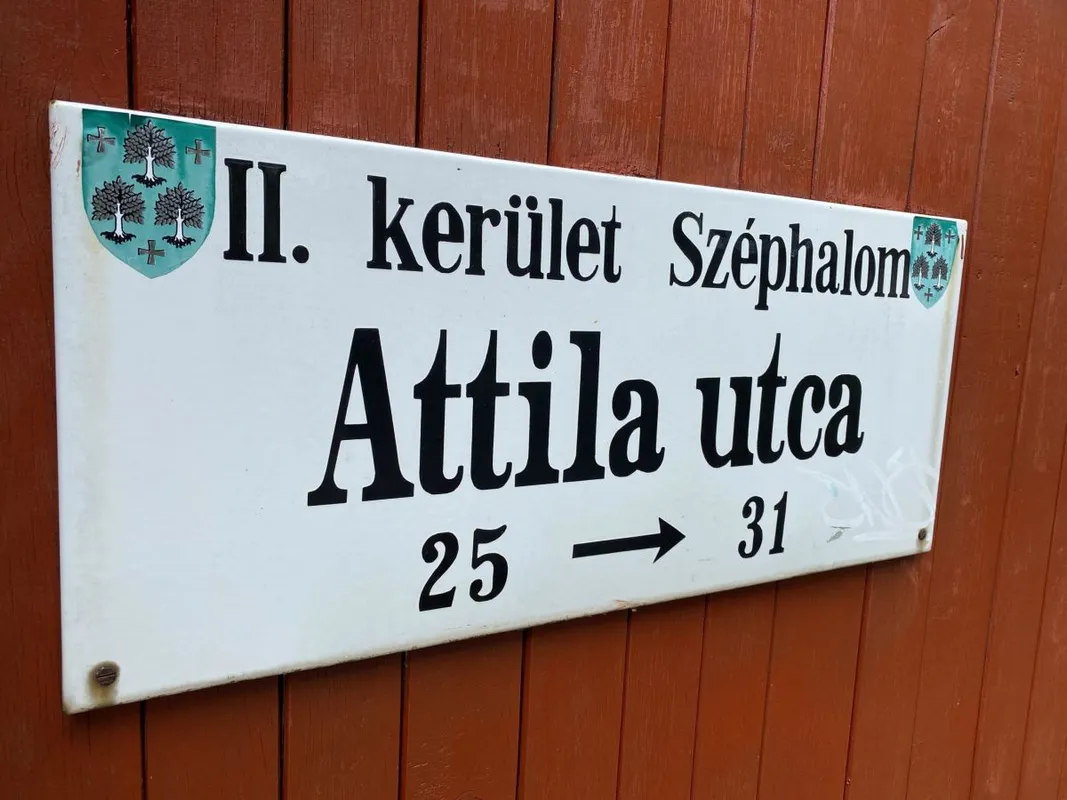 II. kerület Széphalom
Attila utca
25 → 31